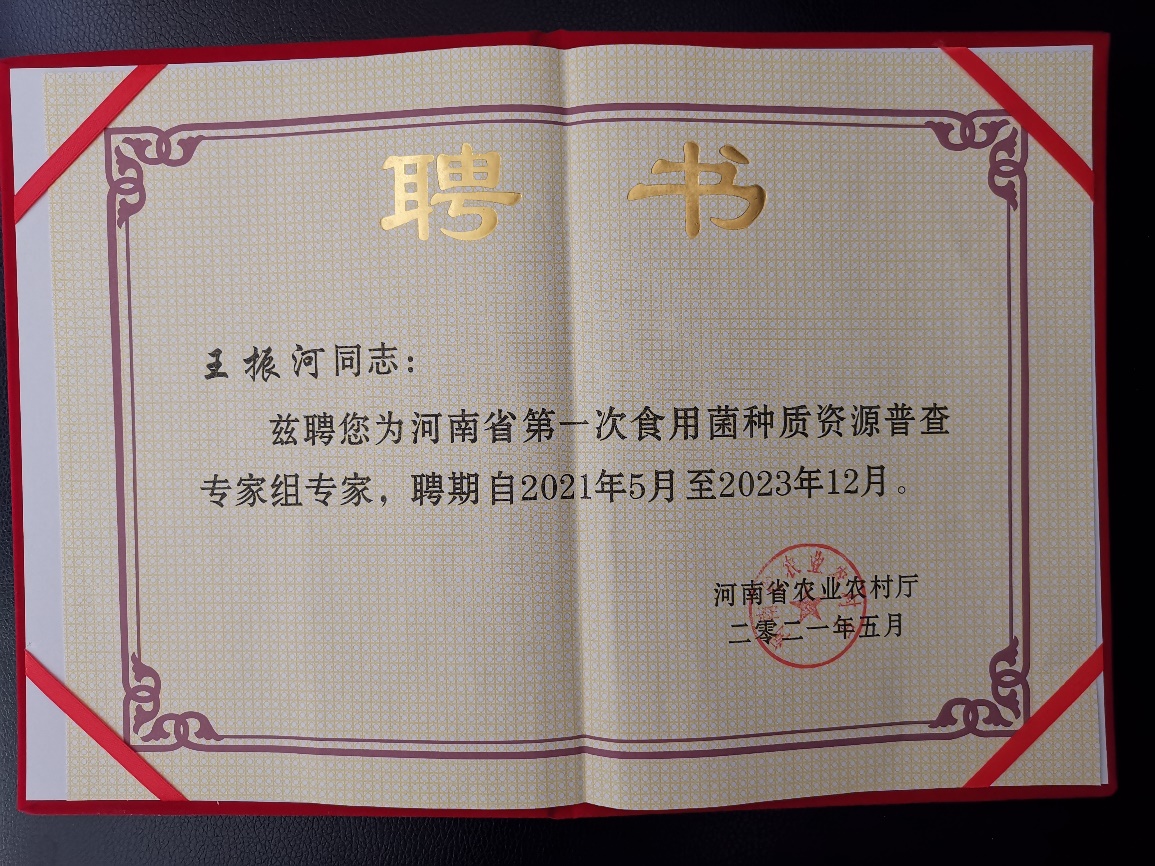 聘 书
王振河同志：
兹聘您为河南省第一次食用菌种质资源普查
专家组专家，聘期自2021年5月至2023年12月。
河南省农业农村厅
二零二一年五月